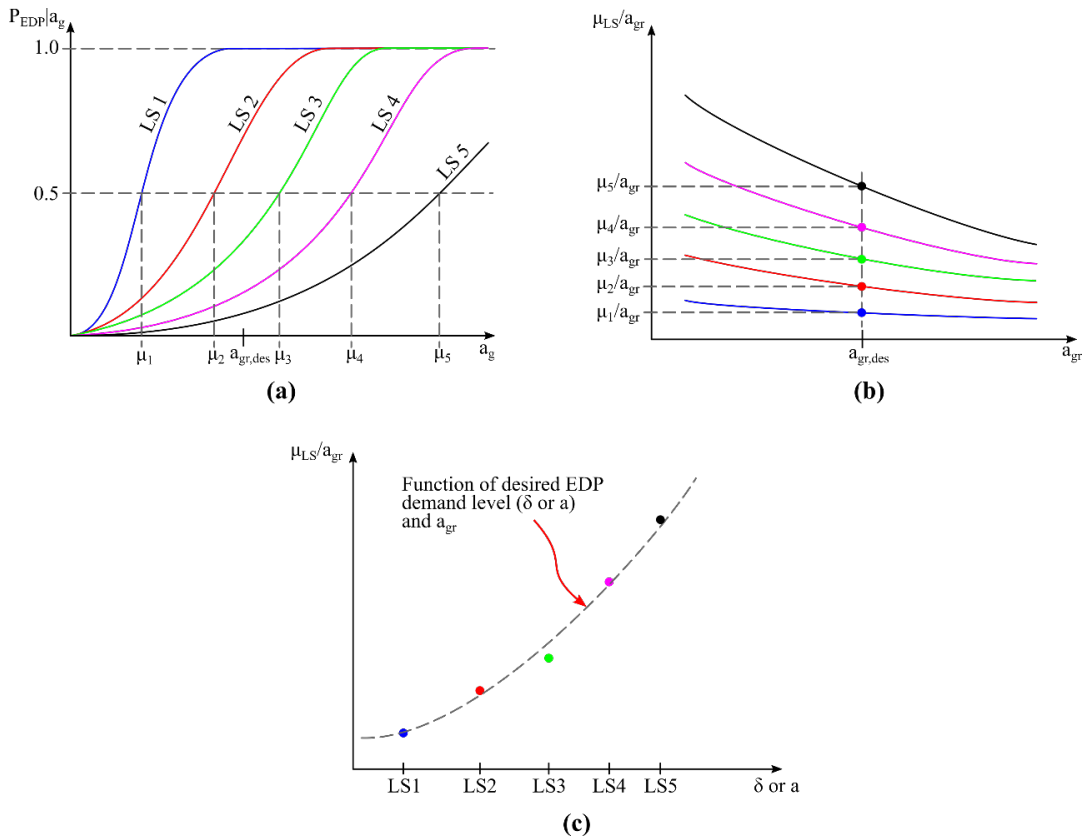 P_EDP|a_g
1.0
LS 1
LS 2
LS 3
LS 4
LS 5
0.5
μ_1
μ_2
a_gr,des
μ_3
μ_4
μ_5
a_g
(a)
μ_LS/a_gr
μ_5/a_gr
μ_4/a_gr
μ_3/a_gr
μ_2/a_gr
μ_1/a_gr
a_gr,des
a_gr
(b)
μ_LS/a_gr
Function of desired EDP
demand level (δ or a)
and a_gr
LS1 LS2 LS3 LS4 LS5 δ or a
(c)